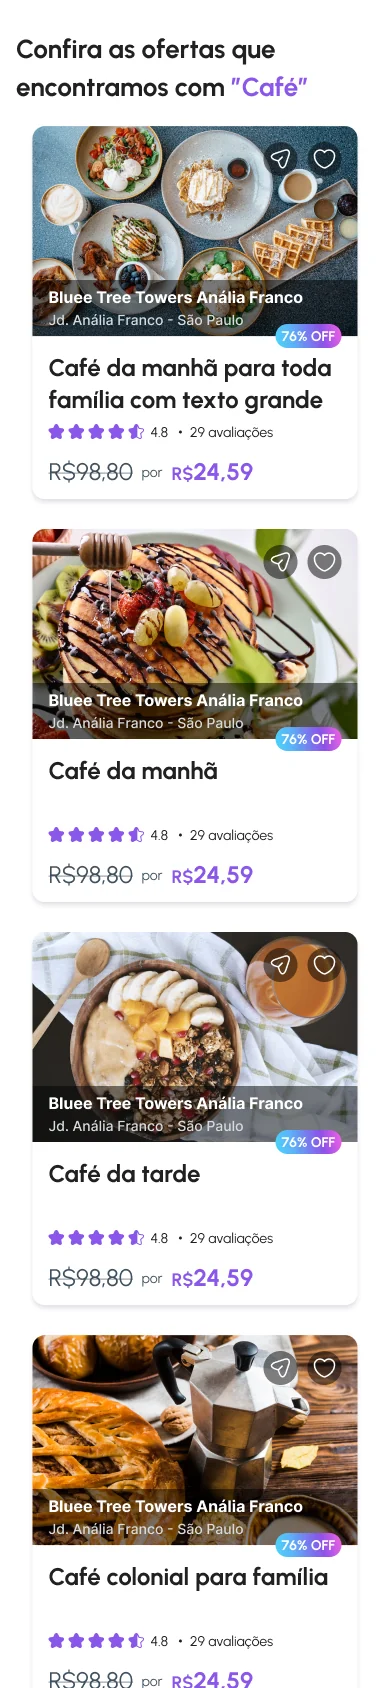 Confira as ofertas que
encontramos com "Café"
Bluee Tree Towers Anália Franco
Jd. Anália Franco - São Paulo
76% OFF
Café da manhã para toda
família com texto grande
4.8 • 29 avaliações
R$98,80 por R$24,59
Bluee Tree Towers Anália Franco
Jd. Anália Franco - São Paulo
76% OFF
Café da manhã
4.8 • 29 avaliações
R$98,80 por R$24,59
Bluee Tree Towers Anália Franco
Jd. Anália Franco - São Paulo
76% OFF
Café da tarde
4.8 • 29 avaliações
R$98,80 por R$24,59
Bluee Tree Towers Anália Franco
Jd. Anália Franco - São Paulo
76% OFF
Café colonial para família
4.8 • 29 avaliações
R$98,80 por R$24,59